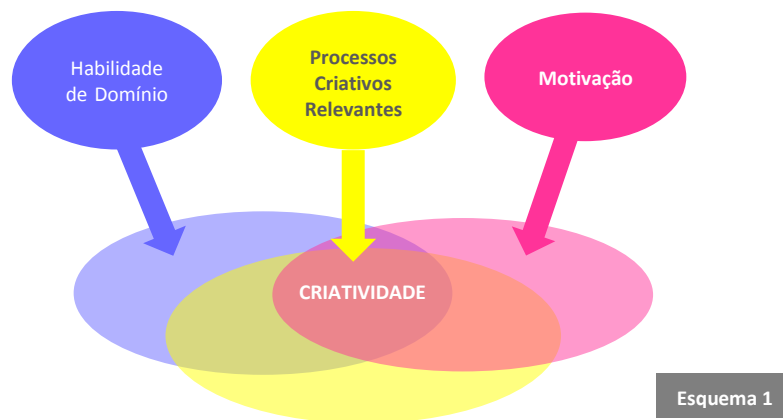 Habilidade
de Domínio
Processos
Criativos
Relevantes
Motivação
CRIATIVIDADE
Esquema 1